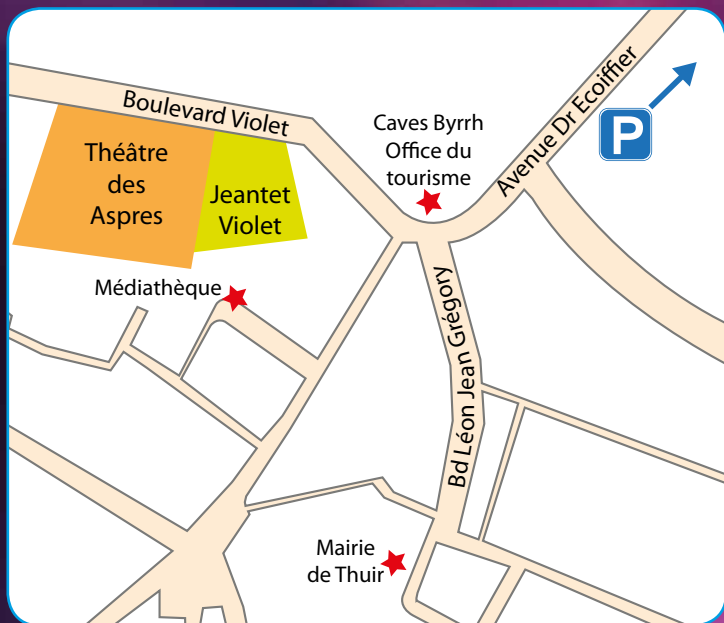 Boulevard Violet
Théâtre
des
Aspres
Jeantet
Violet
Caves Byrrh
Office du
tourisme
Avenue Dr Ecoiffier
P
Médiathèque
Bd Léon Jean Grégory
Mairie
de Thuir